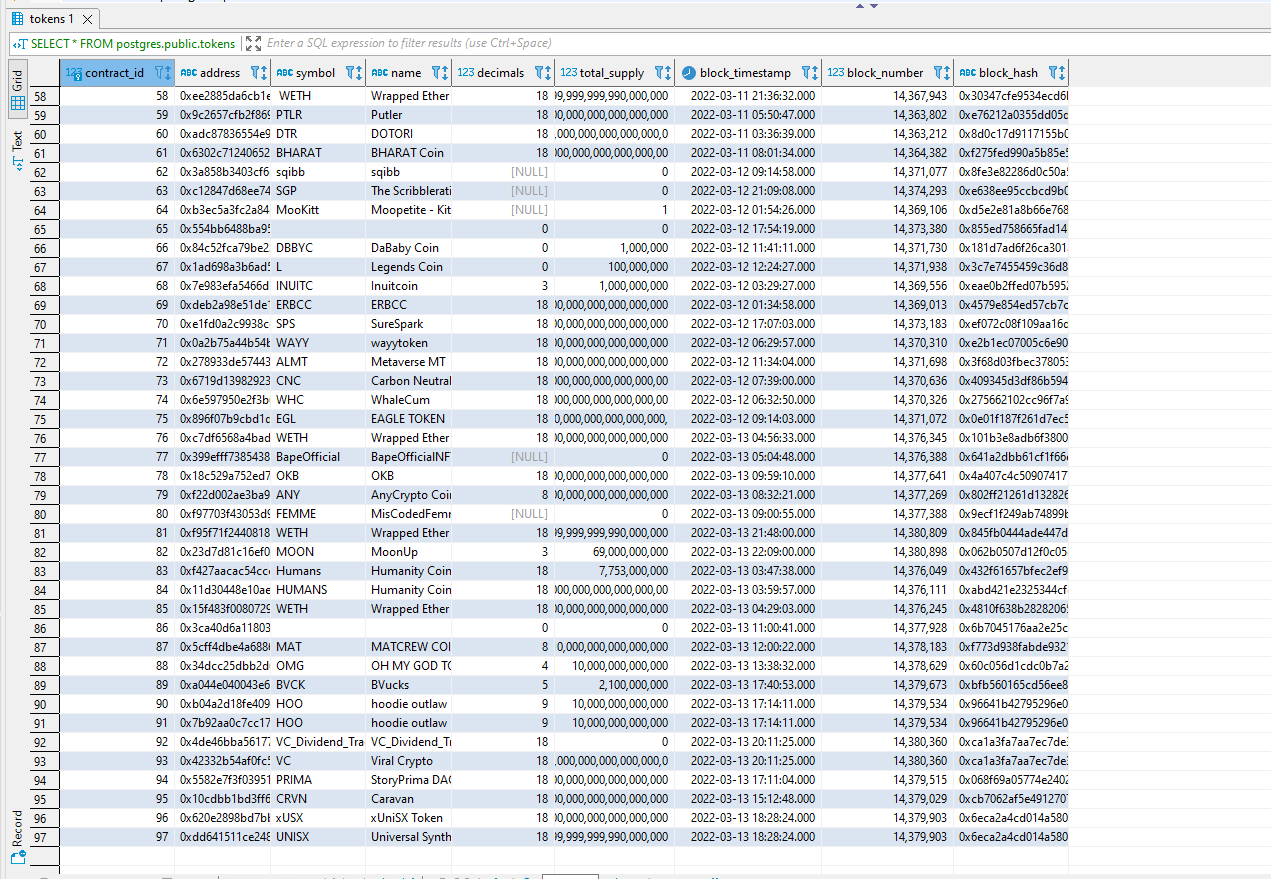 tokens 1
SELECT * FROM postgres.public.tokens Enter a SQL expression to filter results (use Ctrl+Space)
Grid
Text
Record
123 contract_id ABC address ABC symbol ABC name 123 decimals 123 total_supply block_timestamp 123 block_number ABC block_hash
58 58 0xee2885da6cb1e WETH Wrapped Ether 18 99,999,999,990,000,000 2022-03-11 21:36:32.000 14,367,943 0x30347cfe9534ecd6
59 59 0x9c2657cfb2f869 PTLR Putler 18 00,000,000,000,000,000 2022-03-11 05:50:47.000 14,363,802 0xe76212a0355dd05
60 60 0xadc87836554e9 DTR DOTORI 18 ,000,000,000,000,000,0 2022-03-11 03:36:39.000 14,363,212 0x8d0c17d9117155b0
61 61 0x6302c71240652 BHARAT BHARAT Coin 18 000,000,000,000,000,00 2022-03-11 08:01:34.000 14,364,382 0xf275fed990a5b85e
62 62 0x3a858b3403cf6 sqibb sqibb [NULL] 0 2022-03-12 09:14:58.000 14,371,077 0x8fe3e82286d0c50a
63 63 0xc12847d68ee74 SGP The Scribblerati [NULL] 0 2022-03-12 21:09:08.000 14,374,293 0xe638ee95ccbcd9b
64 64 0xb3ec5a3fc2a84 MooKitt Moopetite - Kit [NULL] 1 2022-03-12 01:54:26.000 14,369,106 0xd5e2e81a8b66e768
65 65 0x554bb6488ba95 0 0 2022-03-12 17:54:19.000 14,373,380 0x855ed758665fad14
66 66 0x84c52fca79be2 DBBYC DaBaby Coin 0 1,000,000 2022-03-12 11:41:11.000 14,371,730 0x181d7ad6f26ca301
67 67 0x1ad698a3b6ad L Legends Coin 0 100,000,000 2022-03-12 12:24:27.000 14,371,938 0x3c7e7455459c36d8
68 68 0x7e983efa5466d INUITC Inuitcoin 3 1,000,000,000 2022-03-12 03:29:27.000 14,369,556 0xeae0b2ffed07b595
69 69 0xdeb2a98e51de ERBCC ERBCC 18 00,000,000,000,000,000 2022-03-12 01:34:58.000 14,369,013 0x4579e854ed57cb7c
70 70 0xe1fd0a2c9938c SPS SureSpark 18 00,000,000,000,000,000 2022-03-12 17:07:03.000 14,373,183 0xef072c08f109aa16
71 71 0x0a2b75a44b54 WAYY wayytoken 18 00,000,000,000,000,000 2022-03-12 06:29:57.000 14,370,310 0xe2b1ec07005c6e90
72 72 0x278933de57443 ALMT Metaverse MT 18 00,000,000,000,000,000 2022-03-12 11:34:04.000 14,371,698 0x3f68d03fbec378053
73 73 0x6719d13982923 CNC Carbon Neutral 18 000,000,000,000,000,00 2022-03-12 07:39:00.000 14,370,636 0x409345d3df86b594
74 74 0x6e597950e2f3b WHC WhaleCum 18 000,000,000,000,000,00 2022-03-12 06:32:50.000 14,370,326 0x275662102cc96f7a
75 75 0x896f07b9cbd1 EGL EAGLE TOKEN 18 0,000,000,000,000,000, 2022-03-12 09:14:03.000 14,371,072 0x0e01f187f261d7ec
76 76 0xc7df6568a4bad WETH Wrapped Ether 18 00,000,000,000,000,000 2022-03-13 04:56:33.000 14,376,345 0x101b3e8adb6f3800
77 77 0x399efff7385438 BapeOfficial BapeOfficialNF [NULL] 0 2022-03-13 05:04:48.000 14,376,388 0x641a2dbb61cf1f66
78 78 0x18c529a752ed7 OKB OKB 18 00,000,000,000,000,000 2022-03-13 09:59:10.000 14,377,641 0x4a407c4c50907417
79 79 0xf22d002ae3ba9 ANY AnyCrypto Coi 8 00,000,000,000,000,000 2022-03-13 08:32:21.000 14,377,269 0x802ff21261d132826
80 80 0xf97703f43053d FEMME MisCodedFem [NULL] 0 2022-03-13 09:00:55.000 14,377,388 0x9ecf1f249ab74899
81 81 0xf95f71f2440818 WETH Wrapped Ether 18 99,999,999,990,000,000 2022-03-13 21:48:00.000 14,380,809 0x845fb0444ade447d
82 82 0x23d7d81c16ef0 MOON MoonUp 3 69,000,000,000 2022-03-13 22:09:00.000 14,380,898 0x062b0507d12f0c05
83 83 0xf427aacac54cc Humans Humanity Coin 18 7,753,000,000 2022-03-13 03:47:38.000 14,376,049 0x432f61657bfec2ef9
84 84 0x11d30448e10ae HUMANS Humanity Coin 18 000,000,000,000,000,00 2022-03-13 03:59:57.000 14,376,111 0xabd421e2325344cf
85 85 0x15f483f0080729 WETH Wrapped Ether 18 00,000,000,000,000,000 2022-03-13 04:29:03.000 14,376,245 0x4810f638b2828206
86 86 0x3ca40d6a11803 0 0 2022-03-13 11:00:41.000 14,377,928 0x6b7045176aa2e25c
87 87 0x5cff4dbe4a688 MAT MATCREW COI 8 0,000,000,000,000,000 2022-03-13 12:00:22.000 14,378,183 0xf773d938fabde932
88 88 0x34dcc25dbb2d OMG OH MY GOD TO 4 10,000,000,000,000 2022-03-13 13:38:32.000 14,378,629 0x60c056d1cdc0b7a2
89 89 0xa044e040043e6 BVCK BVucks 5 2,100,000,000 2022-03-13 17:40:53.000 14,379,673 0xbfb560165cd56ee8
90 90 0xb04a2d18fe409 HOO hoodie outlaw 9 10,000,000,000,000 2022-03-13 17:14:11.000 14,379,534 0x96641b42795296e0
91 91 0x7b92aa0c7cc17 HOO hoodie outlaw 9 10,000,000,000,000 2022-03-13 17:14:11.000 14,379,534 0x96641b42795296e0
92 92 0x4de46bba56177 VC_Dividend_Tra VC_Dividend_Tr 18 0 2022-03-13 20:11:25.000 14,380,360 0xca1a3fa7aa7ec7de
93 93 0x42332b54af0fc VC Viral Crypto 18 ,000,000,000,000,000,0 2022-03-13 20:11:25.000 14,380,360 0xca1a3fa7aa7ec7de
94 94 0x5582e7f3f03951 PRIMA StoryPrima DAO 18 00,000,000,000,000,000 2022-03-13 17:11:04.000 14,379,515 0x068f69a05774e2402
95 95 0x10cdbb1bd3ff6 CRVN Caravan 18 00,000,000,000,000,000 2022-03-13 15:12:48.000 14,379,029 0xcb7062af5e491270
96 96 0x620e2898bd7b xUSX xUniSX Token 18 00,000,000,000,000,000 2022-03-13 18:28:24.000 14,379,903 0x6eca2a4cd014a580
97 97 0xdd641511ce248 UNISX Universal Synth 18 99,999,999,990,000,000 2022-03-13 18:28:24.000 14,379,903 0x6eca2a4cd014a580